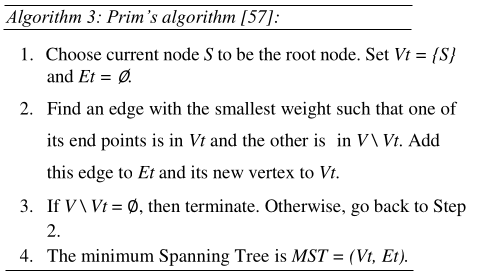 Algorithm 3: Prim's algorithm [57]:
1. Choose current node S to be the root node. Set Vt = {S}
and Et = Ø.
2. Find an edge with the smallest weight such that one of
its end points is in Vt and the other is in V \ Vt. Add
this edge to Et and its new vertex to Vt.
3. If V \ Vt = Ø, then terminate. Otherwise, go back to Step
2.
4. The minimum Spanning Tree is MST = (Vt, Et).